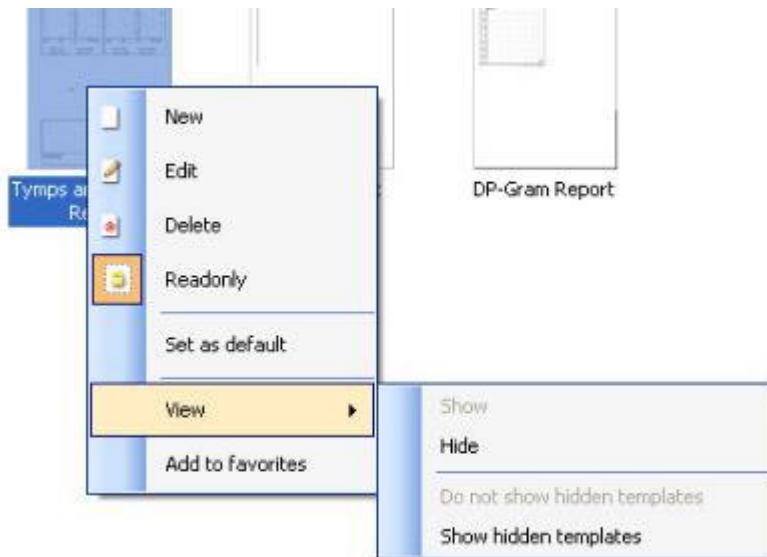 New
Edit
Tymps a
DP-Gram Report
Re
Delete
Readonly
Set as default
View
Show
Hide
Add to favorites
Do not show hidden templates
Show hidden templates